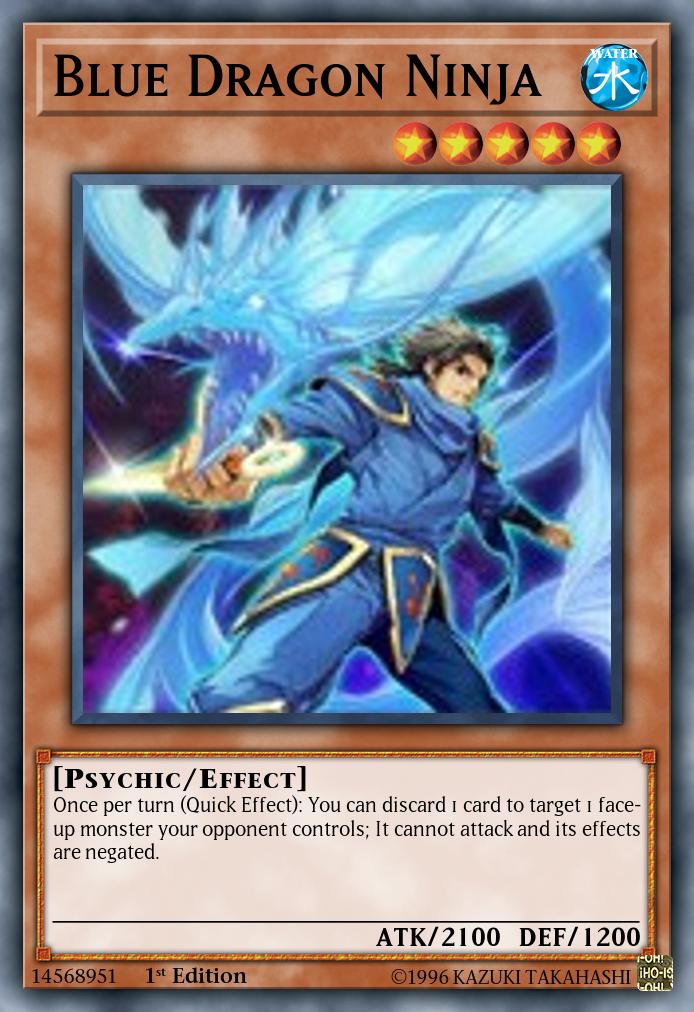 Blue Dragon Ninja
WATER
水
[Psychic/Effect]
Once per turn (Quick Effect): You can discard 1 card to target 1 face-
up monster your opponent controls; It cannot attack and its effects
are negated.
ATK/2100 DEF/1200
14568951 1st Edition ©1996 KAZUKI TAKAHASHI